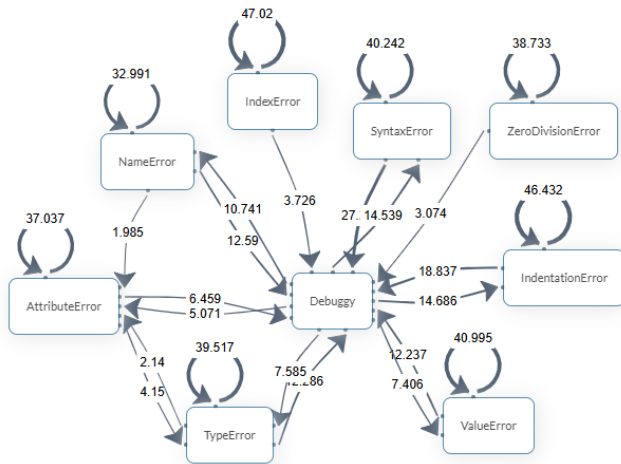 47.02
40.242
38.733
32.991
IndexError
SyntaxError
ZeroDivisionError
NameError
3.726
10.741
27.
14.539
3.074
46.432
37.037
1.985
12.59
18.837
IndentationError
AttributeError
6.459
5.071
Debuggy
14.686
2.14
39.517
7.585
12.237
40.995
4.15
7.406
TypeError
ValueError